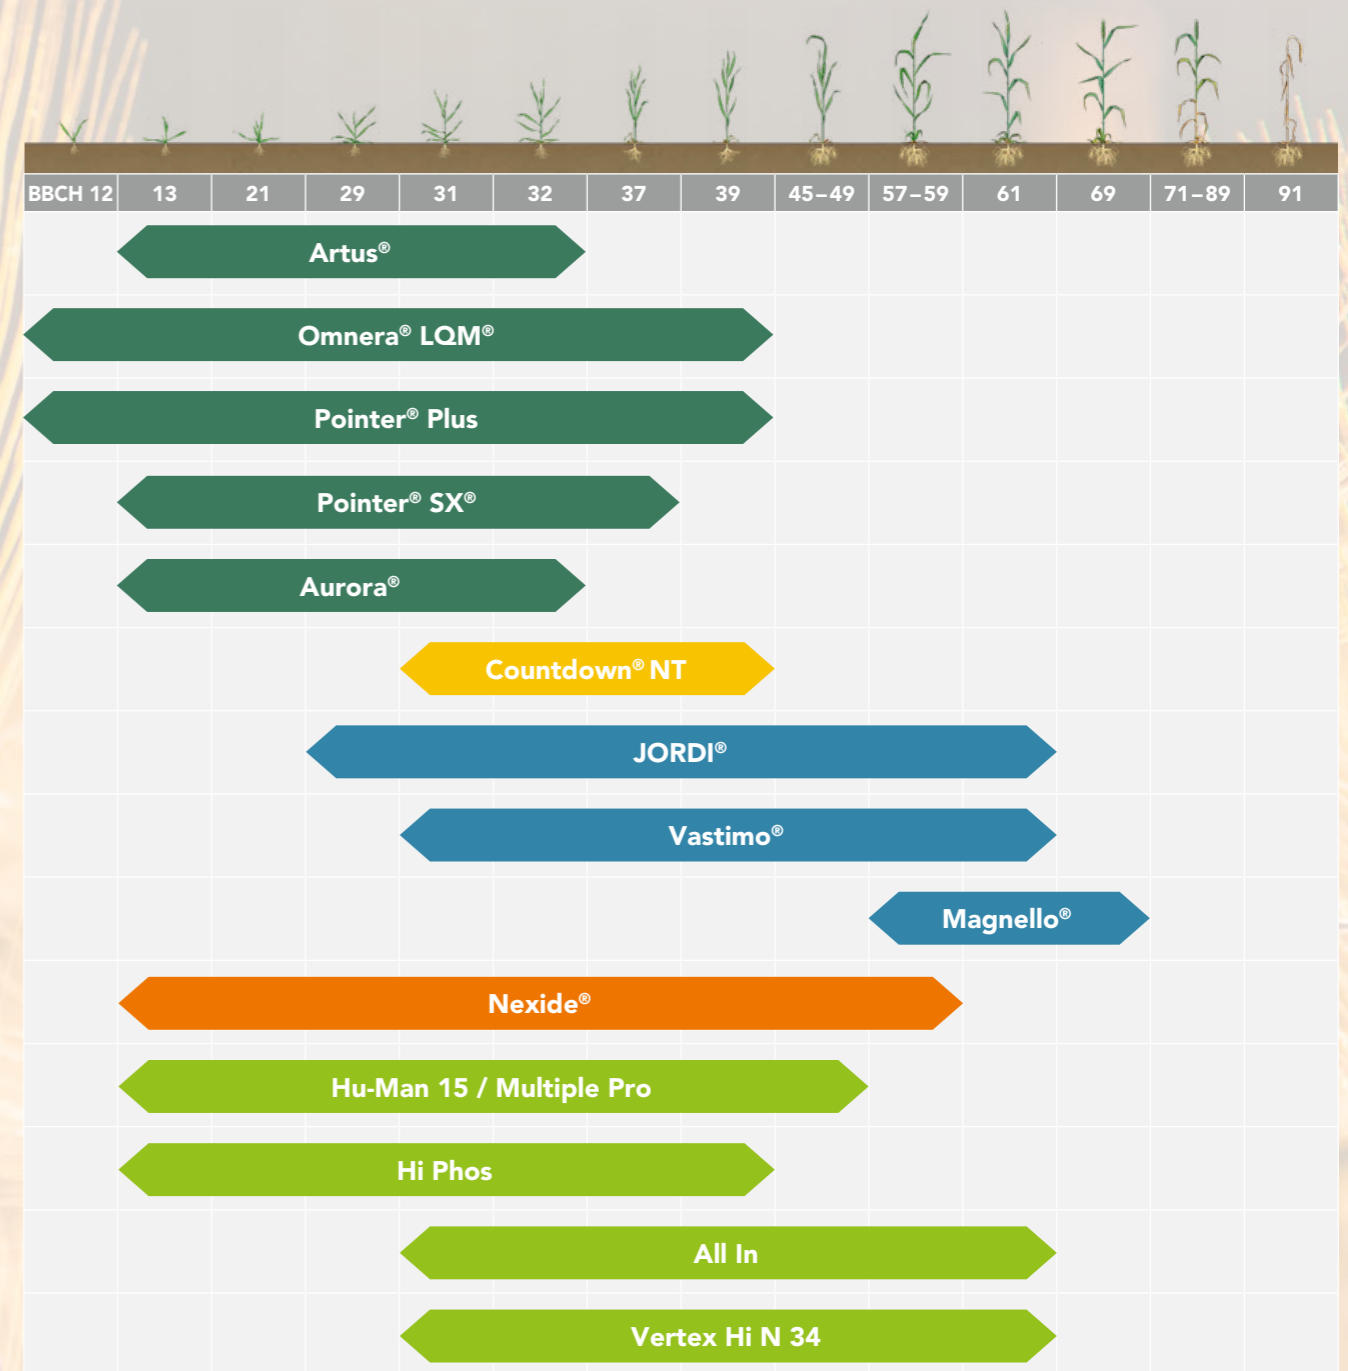 BBCH 12 13 21 29 31 32 37 39 45–49 57–59 61 69 71–89 91
Artus®
Omnera® LQM®
Pointer® Plus
Pointer® SX®
Aurora®
Countdown® NT
JORDI®
Vastimo®
Magnello®
Nexide®
Hu-Man 15 / Multiple Pro
Hi Phos
All In
Vertex Hi N 34